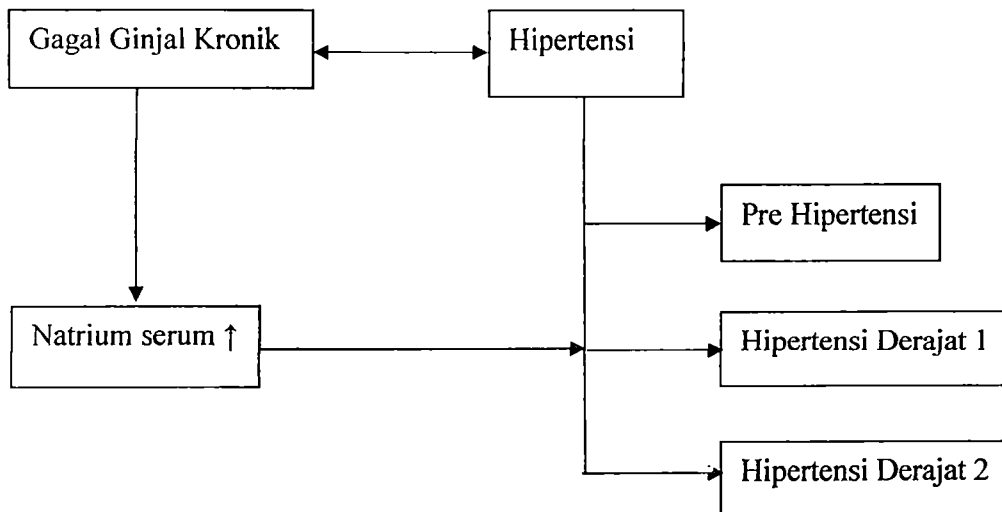 Gagal Ginjal Kronik
Hipertensi
Pre Hipertensi
Natrium serum ↑
Hipertensi Derajat 1
Hipertensi Derajat 2